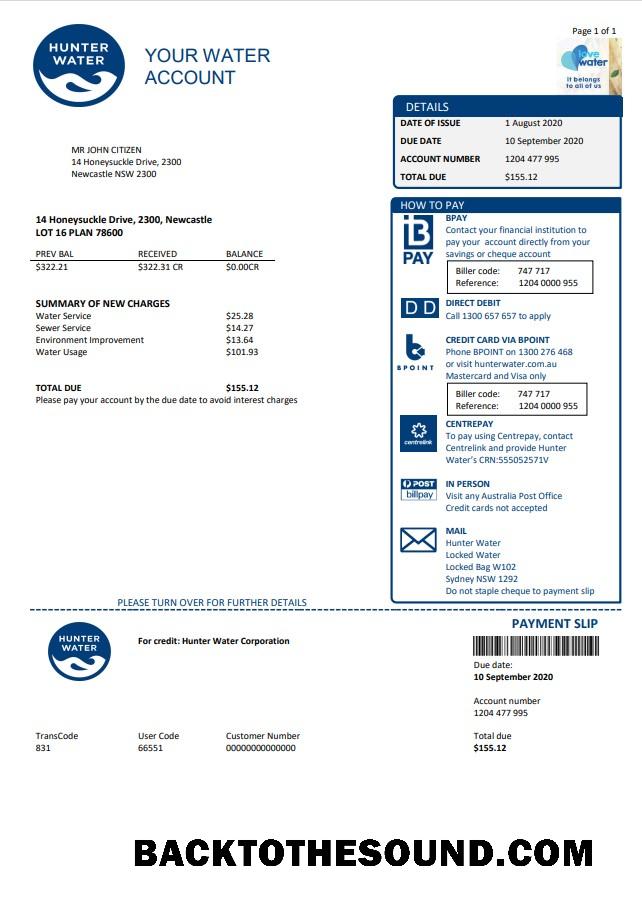 Page 1 of 1
HUNTER
WATER
YOUR WATER
ACCOUNT
love
water
it belongs
to all of us
DETAILS
DATE OF ISSUE 1 August 2020
DUE DATE 10 September 2020
ACCOUNT NUMBER 1204 477 995
TOTAL DUE $155.12
MR JOHN CITIZEN
14 Honeysuckle Drive, 2300
Newcastle NSW 2300
14 Honeysuckle Drive, 2300, Newcastle
LOT 16 PLAN 78600
PREV BAL RECEIVED BALANCE
$322.21 $322.31 CR $0.00CR
SUMMARY OF NEW CHARGES
Water Service $25.28
Sewer Service $14.27
Environment Improvement $13.64
Water Usage $101.93
TOTAL DUE $155.12
Please pay your account by the due date to avoid interest charges
HOW TO PAY
B
PAY
BPAY
Contact your financial institution to
pay your account directly from your
savings or cheque account
Biller code: 747 717
Reference: 1204 0000 955
D D
DIRECT DEBIT
Call 1300 657 657 to apply
b
BPOINT
CREDIT CARD VIA BPOINT
Phone BPOINT on 1300 276 468
or visit hunterwater.com.au
Mastercard and Visa only
Biller code: 747 717
Reference: 1204 0000 955
centrelink
CENTREPAY
To pay using Centrepay, contact
Centrelink and provide Hunter
Water's CRN:555052571V
POST
billpay
IN PERSON
Visit any Australia Post Office
Credit cards not accepted
MAIL
Hunter Water
Locked Water
Locked Bag W102
Sydney NSW 1292
Do not staple cheque to payment slip
PLEASE TURN OVER FOR FURTHER DETAILS
HUNTER
WATER
For credit: Hunter Water Corporation
PAYMENT SLIP
Due date:
10 September 2020
Account number
1204 477 995
TransCode User Code Customer Number Total due
831 66551 00000000000000 $155.12
BACKTOTHESOUND.COM